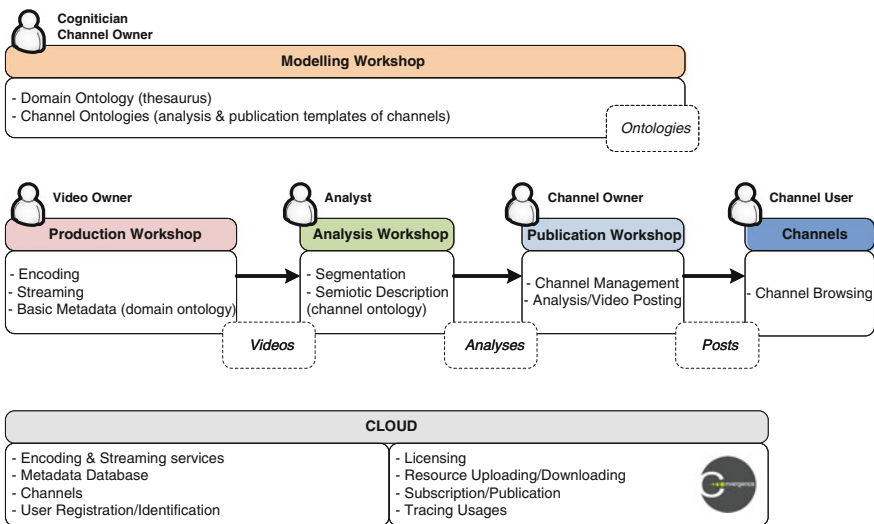 Cognitician
Channel Owner
Modelling Workshop
- Domain Ontology (thesaurus)
- Channel Ontologies (analysis & publication templates of channels)
Ontologies
Video Owner
Production Workshop
- Encoding
- Streaming
- Basic Metadata (domain ontology)
Videos
Analyst
Analysis Workshop
- Segmentation
- Semiotic Description
(channel ontology)
Analyses
Channel Owner
Publication Workshop
- Channel Management
- Analysis/Video Posting
Posts
Channel User
Channels
- Channel Browsing
CLOUD
- Encoding & Streaming services
- Metadata Database
- Channels
- User Registration/Identification
- Licensing
- Resource Uploading/Downloading
- Subscription/Publication
- Tracing Usages
Convergence